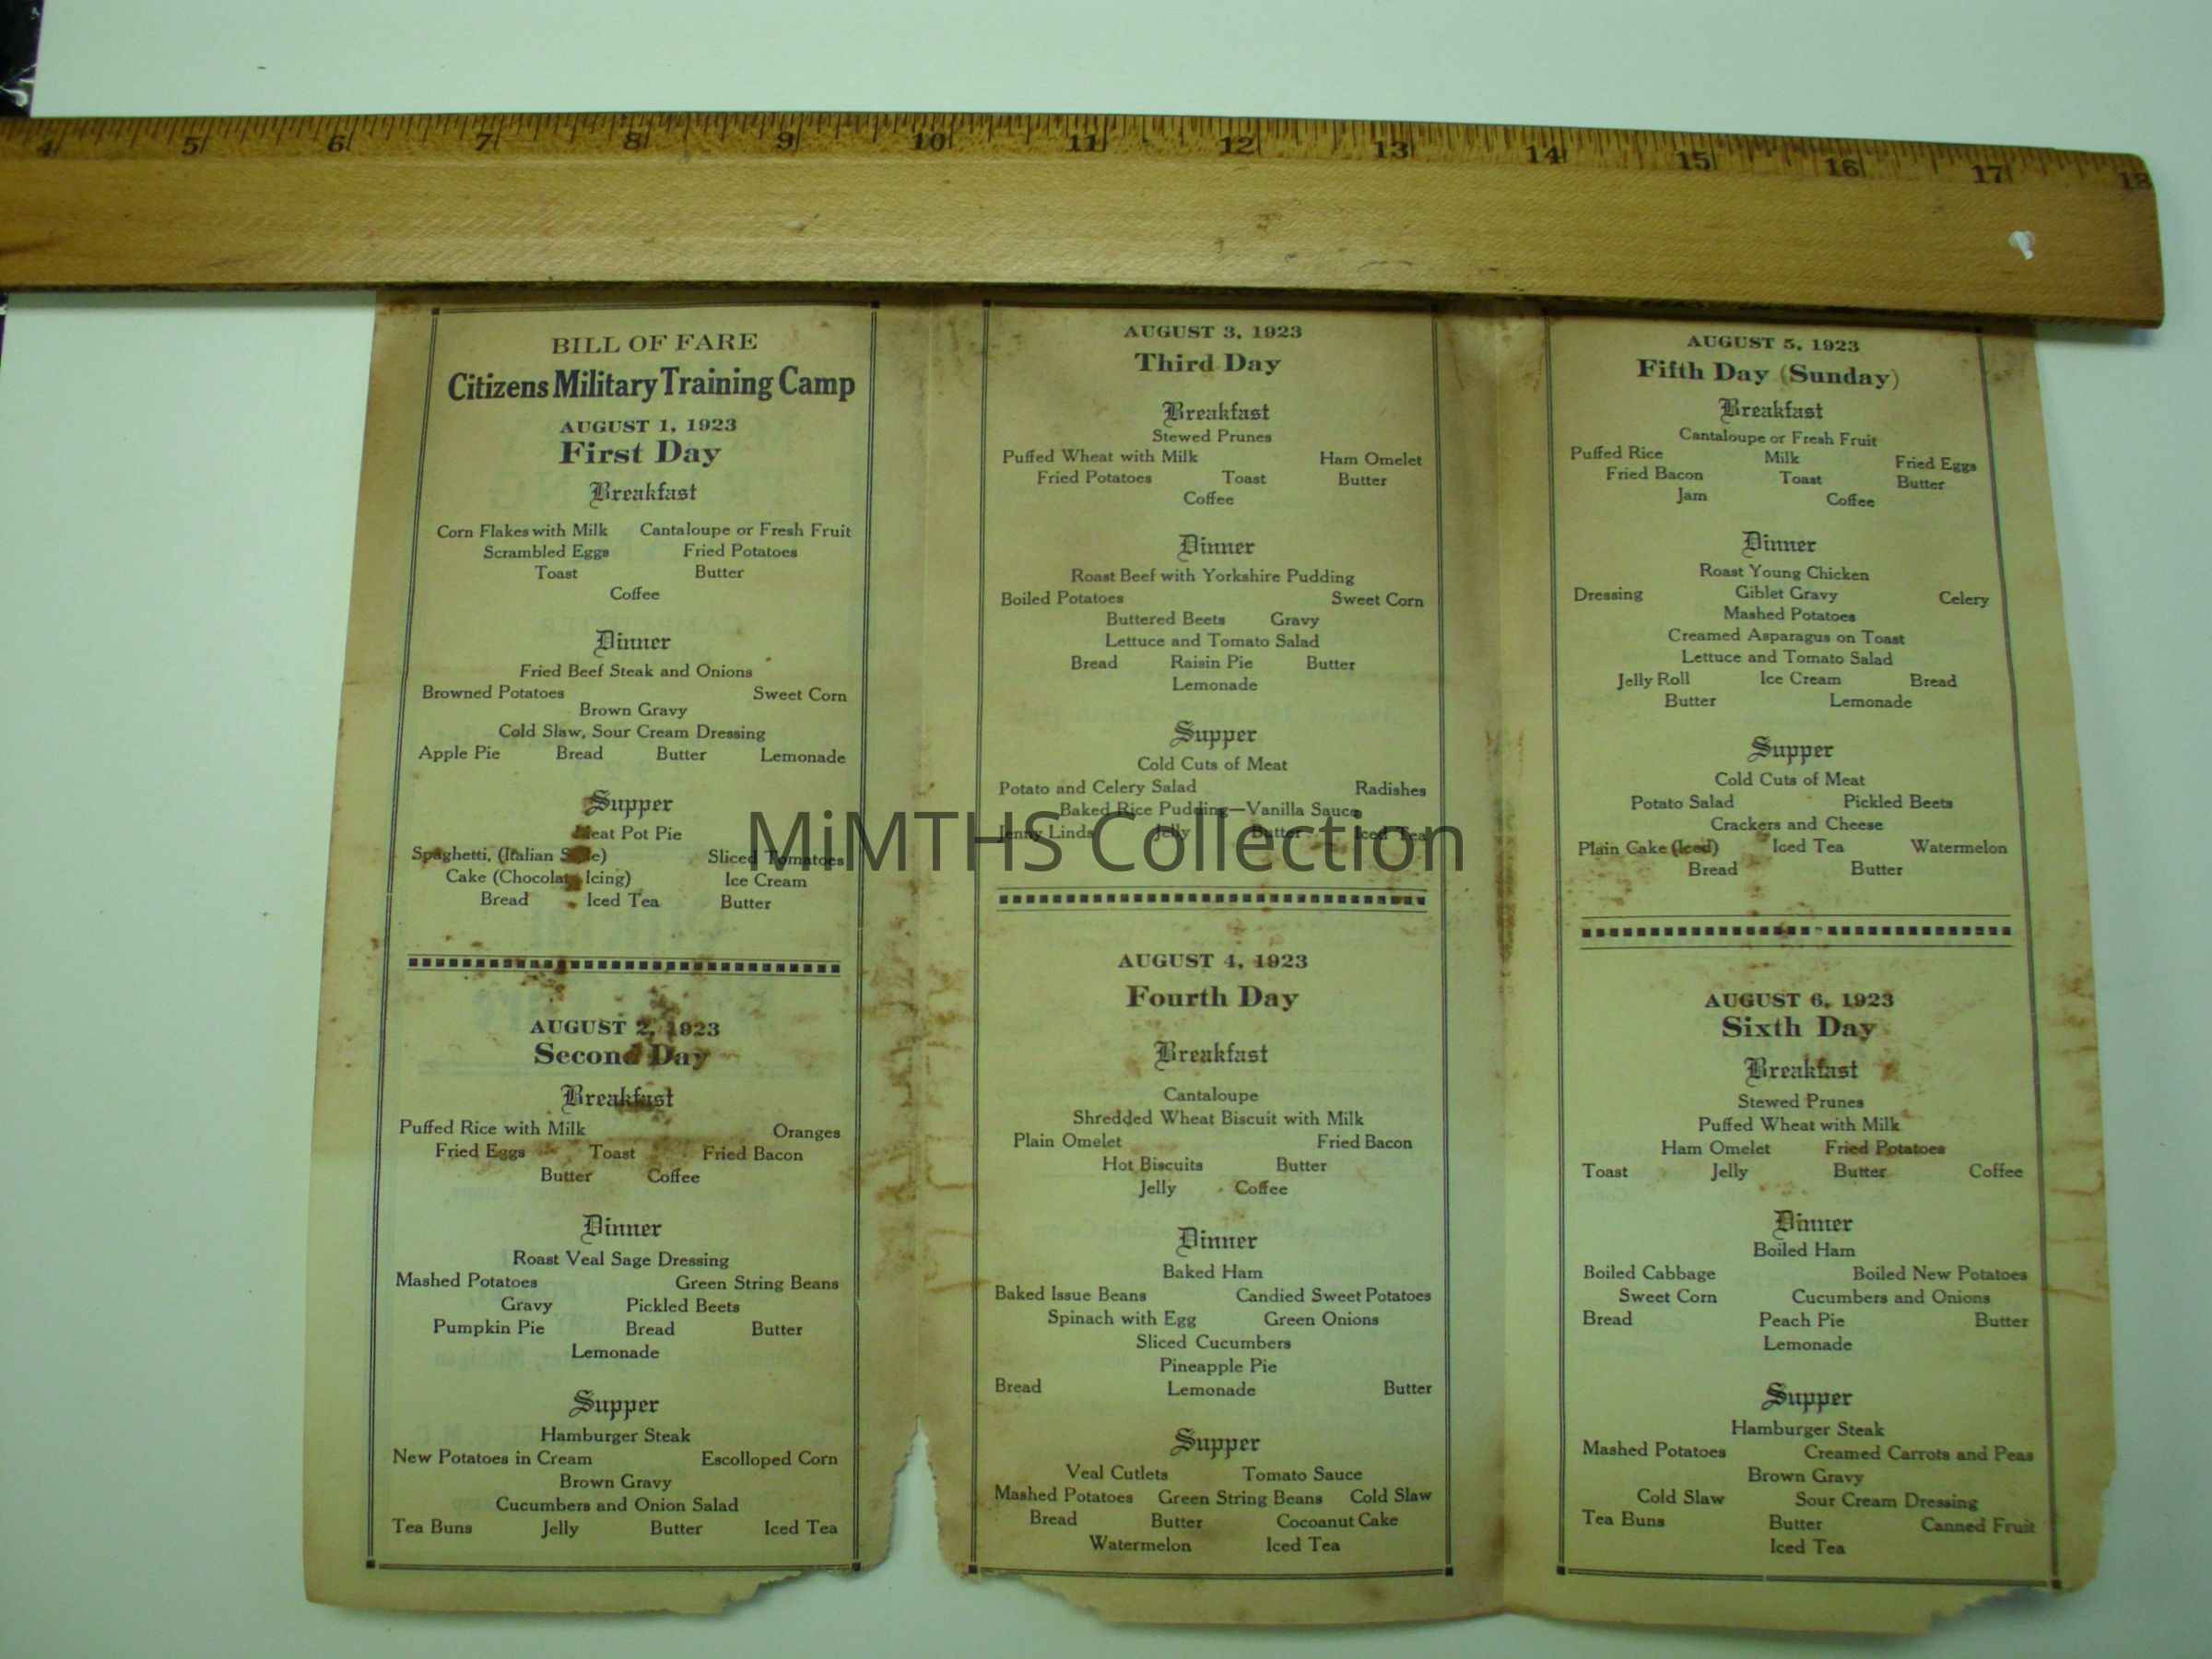 4 5 6 7 8 9 10 11 12 13 14 15 16 17 18
BILL OF FARE
Citizens Military Training Camp
AUGUST 1, 1923
First Day
Breakfast
Corn Flakes with Milk Cantaloupe or Fresh Fruit
Scrambled Eggs Fried Potatoes
Toast Butter
Coffee
Dinner
Fried Beef Steak and Onions
Browned Potatoes Sweet Corn
Brown Gravy
Cold Slaw, Sour Cream Dressing
Apple Pie Bread Butter Lemonade
Supper
Meat Pot Pie
Spaghetti, (Italian Style) Sliced Tomatoes
Cake (Chocolate Icing) Ice Cream
Bread Iced Tea Butter
AUGUST 2, 1923
Second Day
Breakfast
Puffed Rice with Milk Oranges
Fried Eggs Toast Fried Bacon
Butter Coffee
Dinner
Roast Veal Sage Dressing
Mashed Potatoes Green String Beans
Gravy Pickled Beets
Pumpkin Pie Bread Butter
Lemonade
Supper
Hamburger Steak
New Potatoes in Cream Escolloped Corn
Brown Gravy
Cucumbers and Onion Salad
Tea Buns Jelly Butter Iced Tea
AUGUST 3, 1923
Third Day
Breakfast
Stewed Prunes
Puffed Wheat with Milk Ham Omelet
Fried Potatoes Toast Butter
Coffee
Dinner
Roast Beef with Yorkshire Pudding
Boiled Potatoes Sweet Corn
Buttered Beets Gravy
Lettuce and Tomato Salad
Bread Raisin Pie Butter
Lemonade
Supper
Cold Cuts of Meat
Potato and Celery Salad Radishes
Baked Rice Pudding—Vanilla Sauce
Jenny Linds Jelly Butter Iced Tea
AUGUST 4, 1923
Fourth Day
Breakfast
Cantaloupe
Shredded Wheat Biscuit with Milk
Plain Omelet Fried Bacon
Hot Biscuits Butter
Jelly Coffee
Dinner
Baked Ham
Baked Issue Beans Candied Sweet Potatoes
Spinach with Egg Green Onions
Sliced Cucumbers
Pineapple Pie
Bread Lemonade Butter
Supper
Veal Cutlets Tomato Sauce
Mashed Potatoes Green String Beans Cold Slaw
Bread Butter Cocoanut Cake
Watermelon Iced Tea
AUGUST 5, 1923
Fifth Day (Sunday)
Breakfast
Cantaloupe or Fresh Fruit
Puffed Rice Milk Fried Eggs
Fried Bacon Toast Butter
Jam Coffee
Dinner
Roast Young Chicken
Dressing Giblet Gravy Celery
Mashed Potatoes
Creamed Asparagus on Toast
Lettuce and Tomato Salad
Jelly Roll Ice Cream Bread
Butter Lemonade
Supper
Cold Cuts of Meat
Potato Salad Pickled Beets
Crackers and Cheese
Plain Cake (Iced) Iced Tea Watermelon
Bread Butter
AUGUST 6, 1923
Sixth Day
Breakfast
Stewed Prunes
Puffed Wheat with Milk
Ham Omelet Fried Potatoes
Toast Jelly Butter Coffee
Dinner
Boiled Ham
Boiled Cabbage Boiled New Potatoes
Sweet Corn Cucumbers and Onions
Bread Peach Pie Butter
Lemonade
Supper
Hamburger Steak
Mashed Potatoes Creamed Carrots and Peas
Brown Gravy
Cold Slaw Sour Cream Dressing
Tea Buns Butter Canned Fruit
Iced Tea
MiMTHS Collection